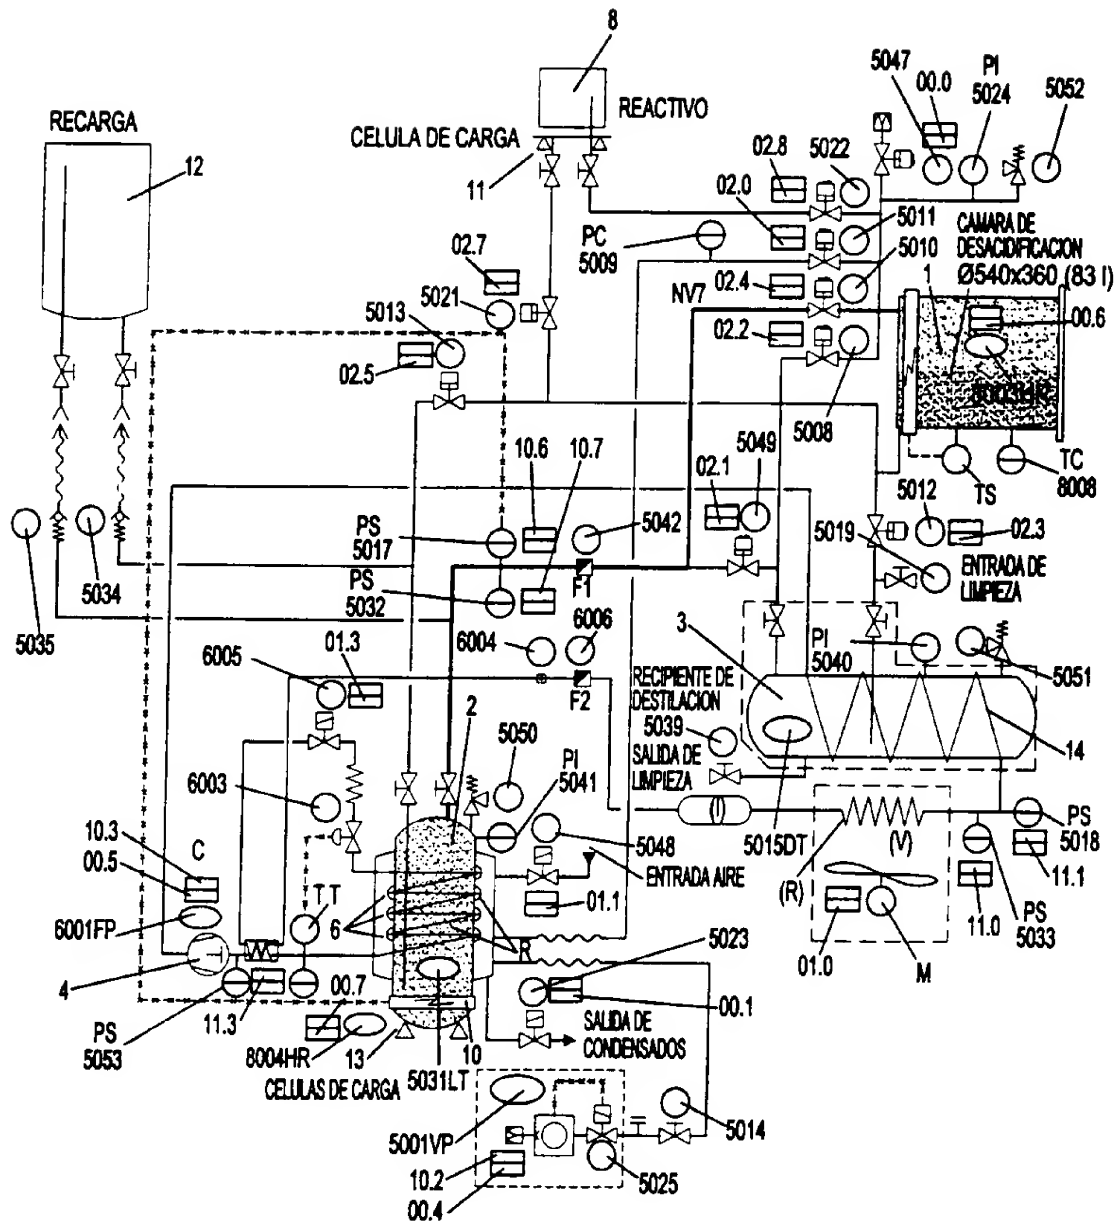 8
5047
00.0
PI
5024
5052
RECARGA
REACTIVO
CELULA DE CARGA
12
11
02.8
5022
02.0
5011
PC
5009
5010
CAMARA DE
DESACIDIFICACION
Ø540x360 (83 l)
1
02.7
02.4
NV7
5021
5013
02.2
00.6
02.5
8003HR
5008
10.6
10.7
02.1
5049
TS
TC
8008
5012
PS
5017
5042
5019
02.3
5034
PS
5032
F1
ENTRADA DE
LIMPIEZA
5035
6004
6006
3
PI
5040
01.3
6005
5051
RECIPIENTE DE
DESTILACION
2
F2
5039
5050
SALIDA DE
LIMPIEZA
14
PI
5041
6003
5048
PS
5018
5015DT
(V)
10.3
C
00.5
ENTRADA AIRE
(R)
11.1
TT
01.1
6001FP
6
R
11.0
PS
5033
5023
01.0
M
4
00.7
00.1
PS
5053
11.3
SALIDA DE
CONDENSADOS
8004HR
13
10
5031LT
CELULAS DE CARGA
5001VP
5014
10.2
5025
00.4